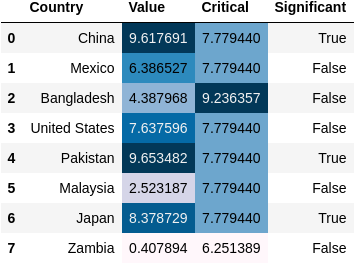 Country Value Critical Significant
0 China 9.617691 7.779440 True
1 Mexico 6.386527 7.779440 False
2 Bangladesh 4.387968 9.236357 False
3 United States 7.637596 7.779440 False
4 Pakistan 9.653482 7.779440 True
5 Malaysia 2.523187 7.779440 False
6 Japan 8.378729 7.779440 True
7 Zambia 0.407894 6.251389 False